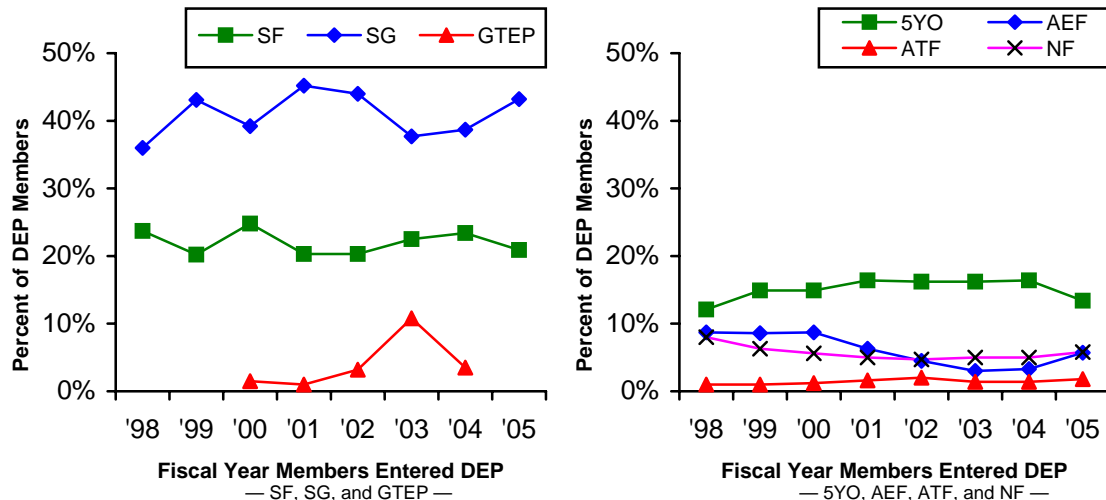 SF SG GTEP
50%
40%
30%
20%
10%
0%
Percent of DEP Members
'98 '99 '00 '01 '02 '03 '04 '05
Fiscal Year Members Entered DEP
— SF, SG, and GTEP —
5YO AEF
ATF NF
50%
40%
30%
20%
10%
0%
Percent of DEP Members
'98 '99 '00 '01 '02 '03 '04 '05
Fiscal Year Members Entered DEP
— 5YO, AEF, ATF, and NF —